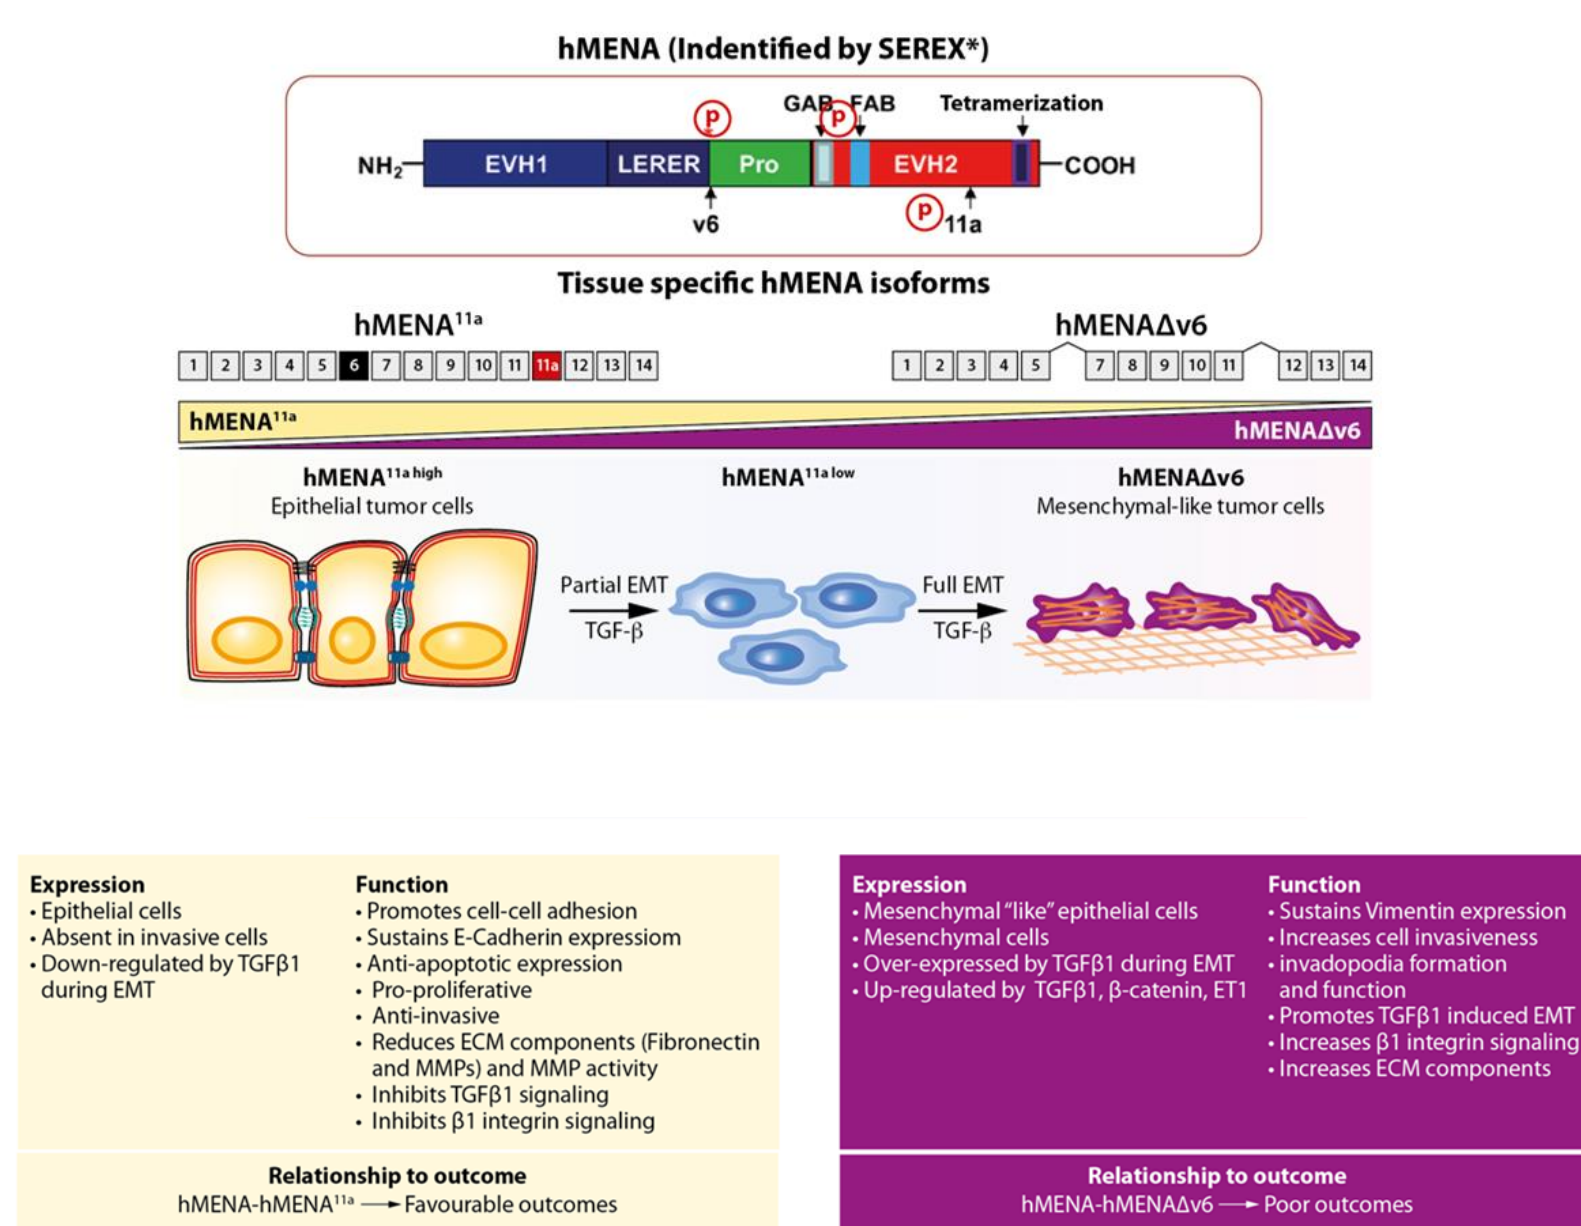 hMENA (Indentified by SEREX*)
P
GAB
P
FAB
Tetramerization
NH2
EVH1
LERER
Pro
EVH2
COOH
v6
P
11a
Tissue specific hMENA isoforms
hMENA11a
hMENAΔv6
1 2 3 4 5 6 7 8 9 10 11 11a 12 13 14
1 2 3 4 5 7 8 9 10 11 12 13 14
hMENA11a
hMENAΔv6
hMENA11a high
Epithelial tumor cells
hMENA11a low
hMENAΔv6
Mesenchymal-like tumor cells
Partial EMT
TGF-β
Full EMT
TGF-β
Expression
• Epithelial cells
• Absent in invasive cells
• Down-regulated by TGFβ1
during EMT
Function
• Promotes cell-cell adhesion
• Sustains E-Cadherin expressiom
• Anti-apoptotic expression
• Pro-proliferative
• Anti-invasive
• Reduces ECM components (Fibronectin
and MMPs) and MMP activity
• Inhibits TGFβ1 signaling
• Inhibits β1 integrin signaling
Relationship to outcome
hMENA-hMENA11a → Favourable outcomes
Expression
• Mesenchymal “like” epithelial cells
• Mesenchymal cells
• Over-expressed by TGFβ1 during EMT
• Up-regulated by TGFβ1, β-catenin, ET1
Function
• Sustains Vimentin expression
• Increases cell invasiveness
• invadopodia formation
and function
• Promotes TGFβ1 induced EMT
• Increases β1 integrin signaling
• Increases ECM components
Relationship to outcome
hMENA-hMENAΔv6 → Poor outcomes